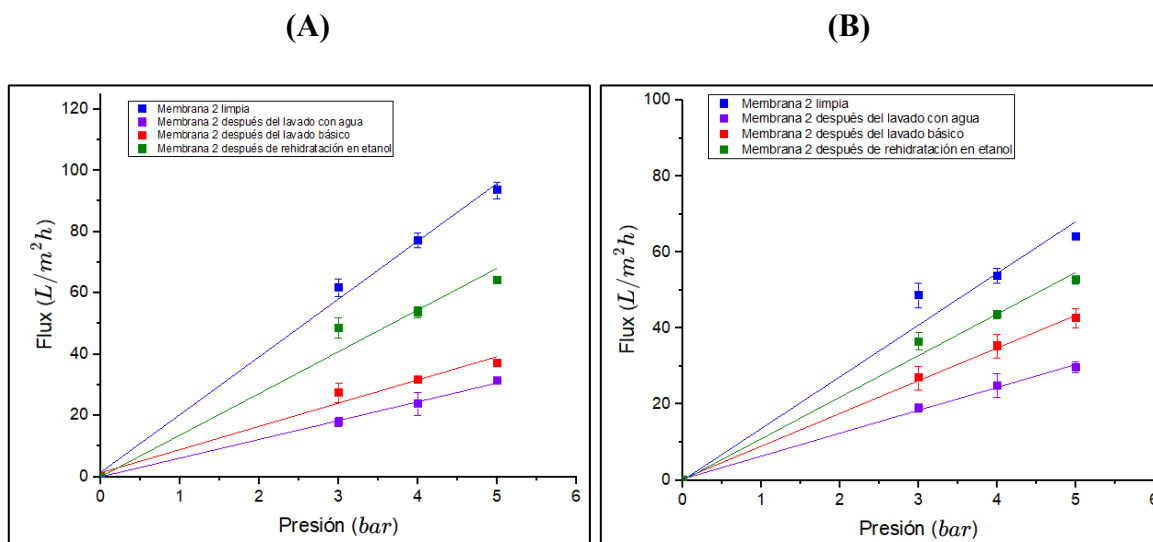 (A)
(B)
Membrana 2 limpia
Membrana 2 después del lavado con agua
Membrana 2 después del lavado básico
Membrana 2 después de rehidratación en etanol
120
100
80
60
40
20
0
Flux (L/m²h)
0 1 2 3 4 5 6
Presión (bar)
Membrana 2 limpia
Membrana 2 después del lavado con agua
Membrana 2 después del lavado básico
Membrana 2 después de rehidratación en etanol
100
80
60
40
20
0
Flux (L/m²h)
0 1 2 3 4 5 6
Presión (bar)